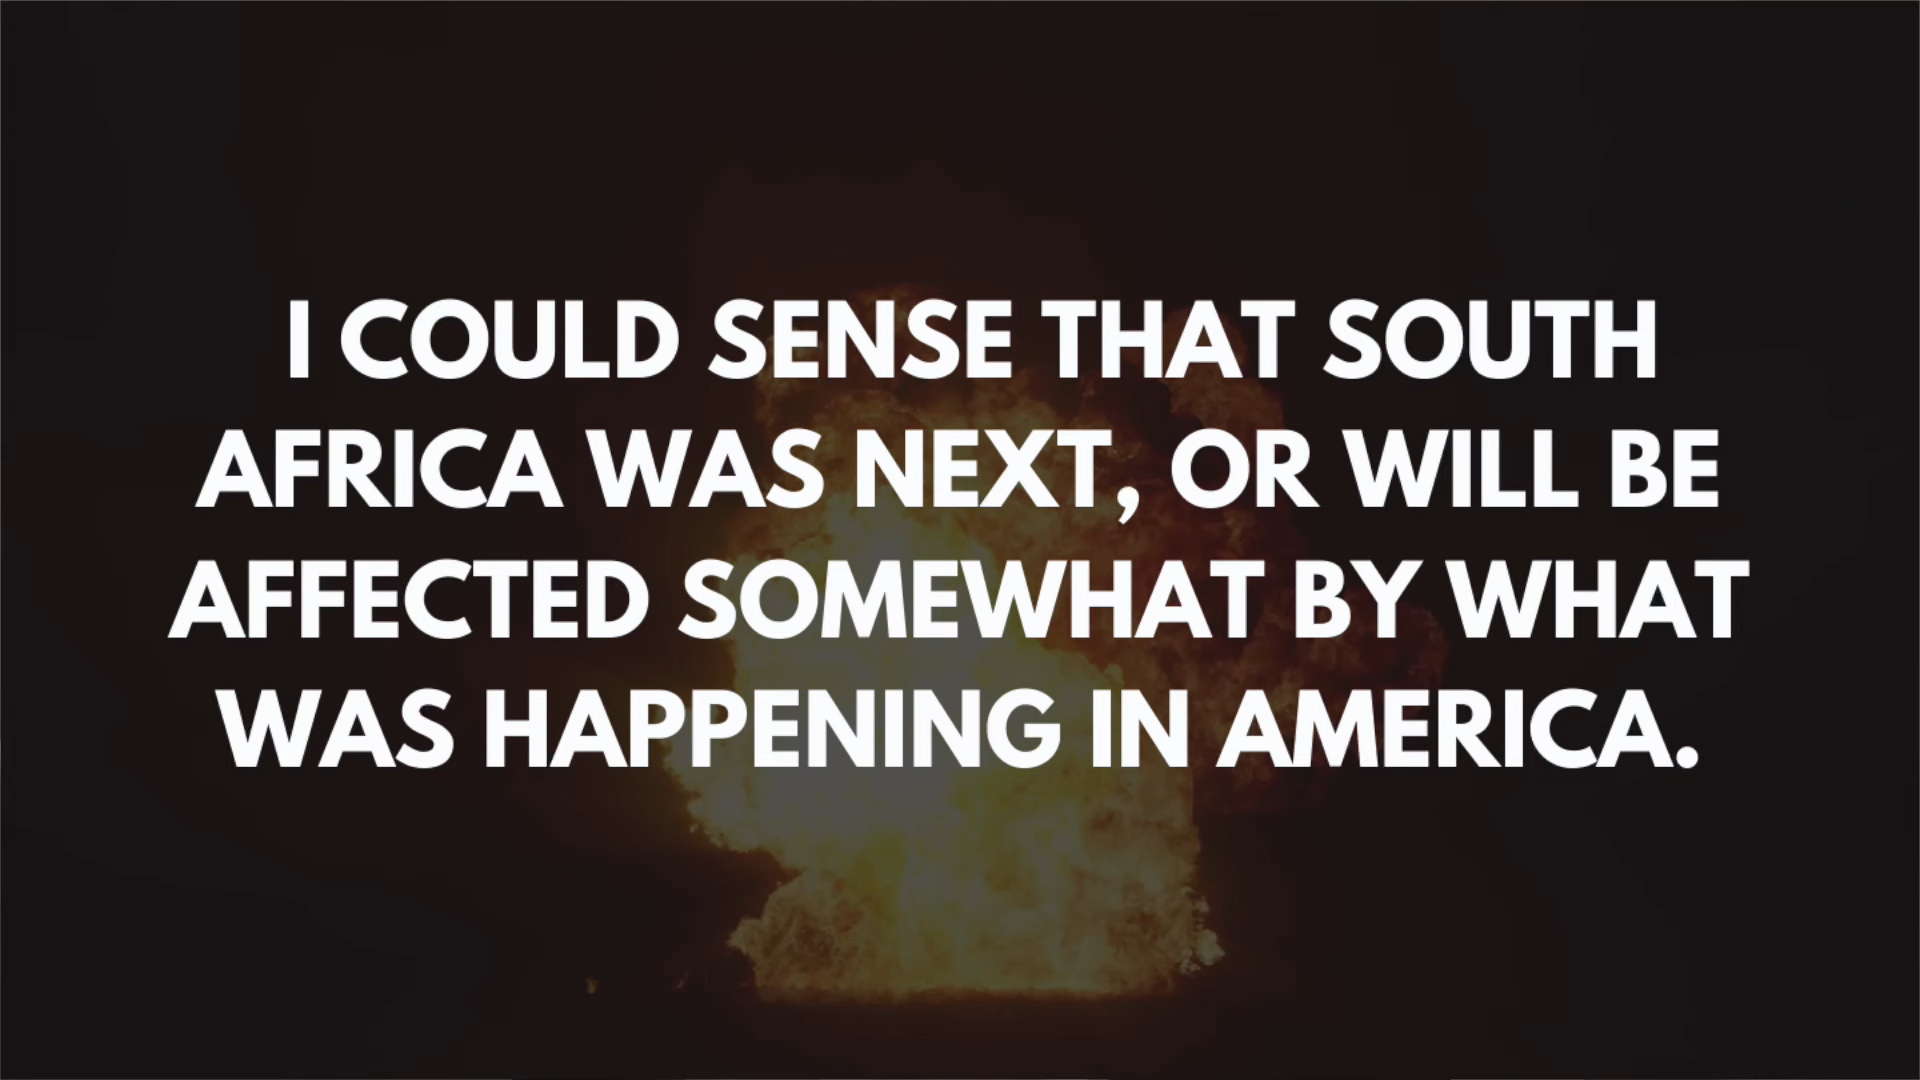 I COULD SENSE THAT SOUTH
AFRICA WAS NEXT, OR WILL BE
AFFECTED SOMEWHAT BY WHAT
WAS HAPPENING IN AMERICA.